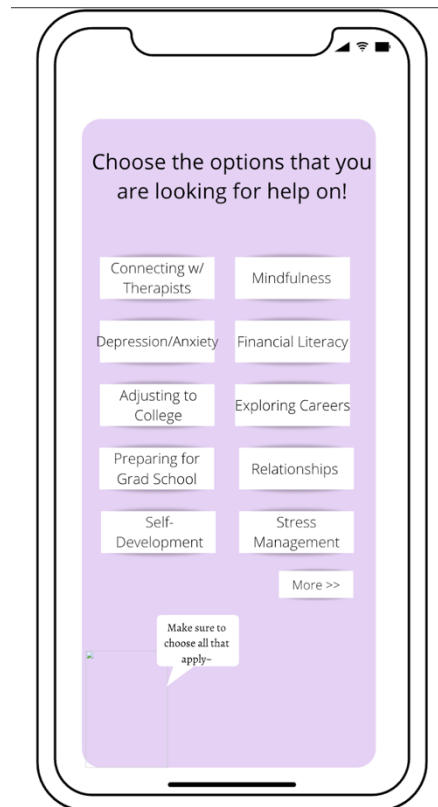 Choose the options that you
are looking for help on!
Connecting w/
Therapists
Mindfulness
Depression/Anxiety
Financial Literacy
Adjusting to
College
Exploring Careers
Preparing for
Grad School
Relationships
Self-
Development
Stress
Management
More >>
Make sure to
choose all that
apply~